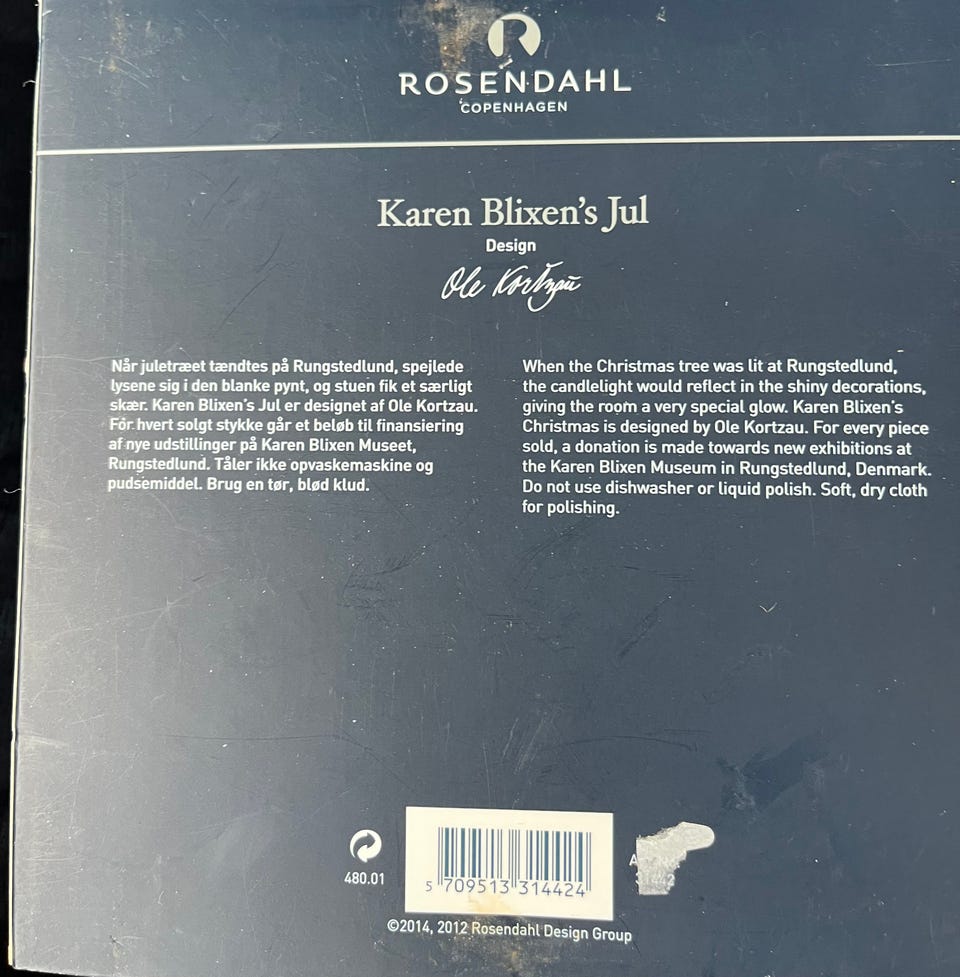 ROSENDAHL
COPENHAGEN
Karen Blixen's Jul
Design
Ole Kortzau
Når juletræet tændtes på Rungstedlund, spejlede
lysene sig i den blanke pynt, og stuen fik et særligt
skær. Karen Blixen's Jul er designet af Ole Kortzau.
For hvert solgt stykke går et beløb til finansiering
af nye udstillinger på Karen Blixen Museet,
Rungstedlund. Tåler ikke opvaskemaskine og
pudsemiddel. Brug en tør, blød klud.
When the Christmas tree was lit at Rungstedlund,
the candlelight would reflect in the shiny decorations,
giving the room a very special glow. Karen Blixen's
Christmas is designed by Ole Kortzau. For every piece
sold, a donation is made towards new exhibitions at
the Karen Blixen Museum in Rungstedlund, Denmark.
Do not use dishwasher or liquid polish. Soft, dry cloth
for polishing.
480.01
5 709513 314424
©2014, 2012 Rosendahl Design Group